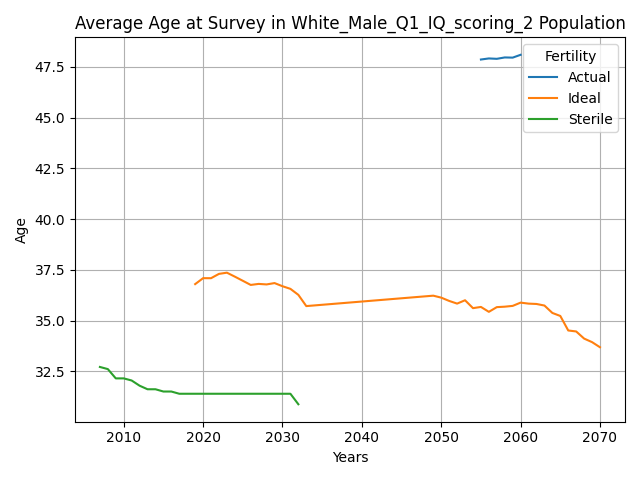 Average Age at Survey in White_Male_Q1_IQ_scoring_2 Population
Fertility
Actual
Ideal
Sterile
47.5
45.0
42.5
40.0
37.5
35.0
32.5
Age
2010 2020 2030 2040 2050 2060 2070
Years